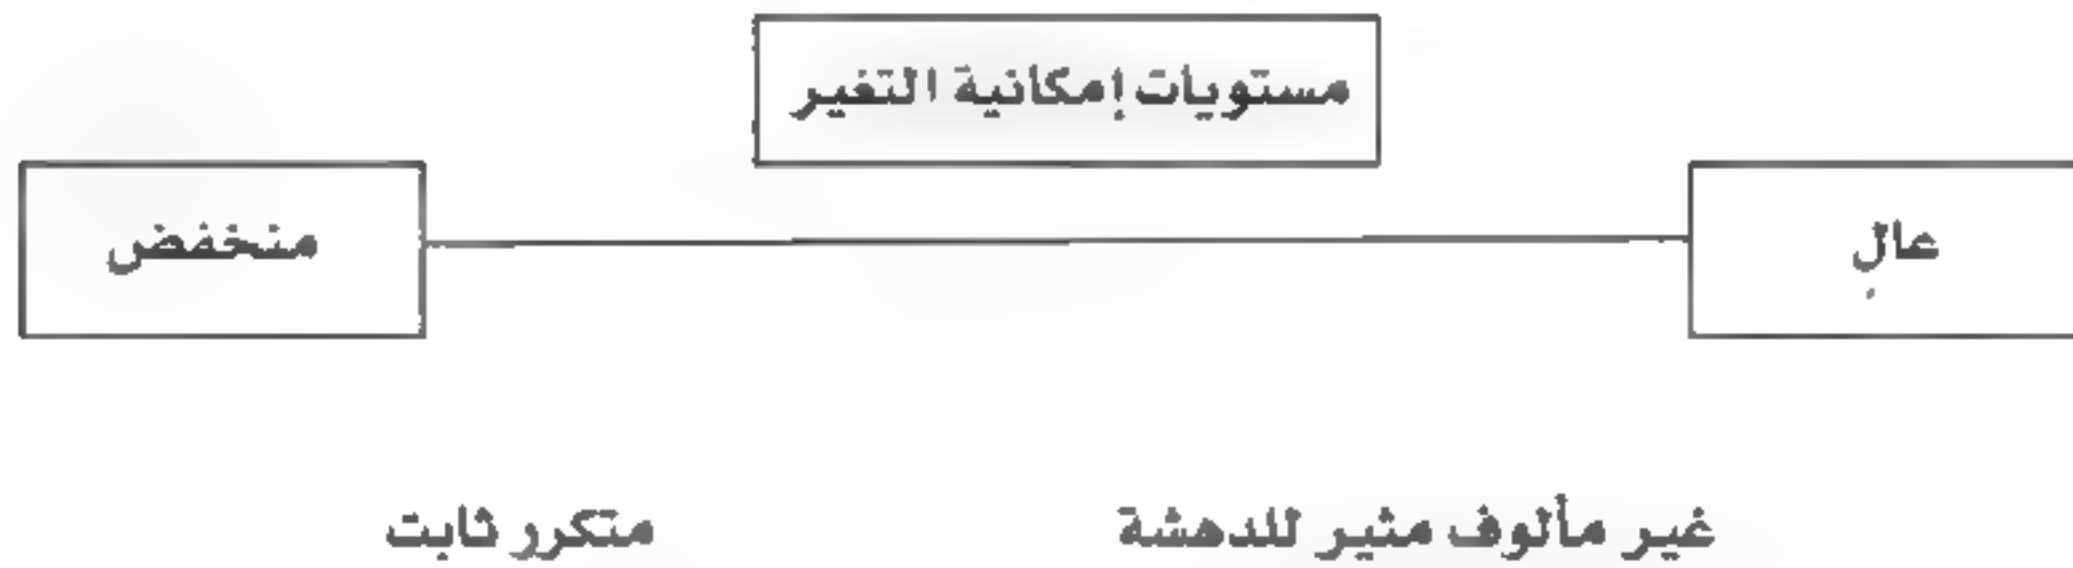 مستويات إمكانية التغير
عالٍ
منخفض
غير مألوف مثير للدهشة
متكرر ثابت